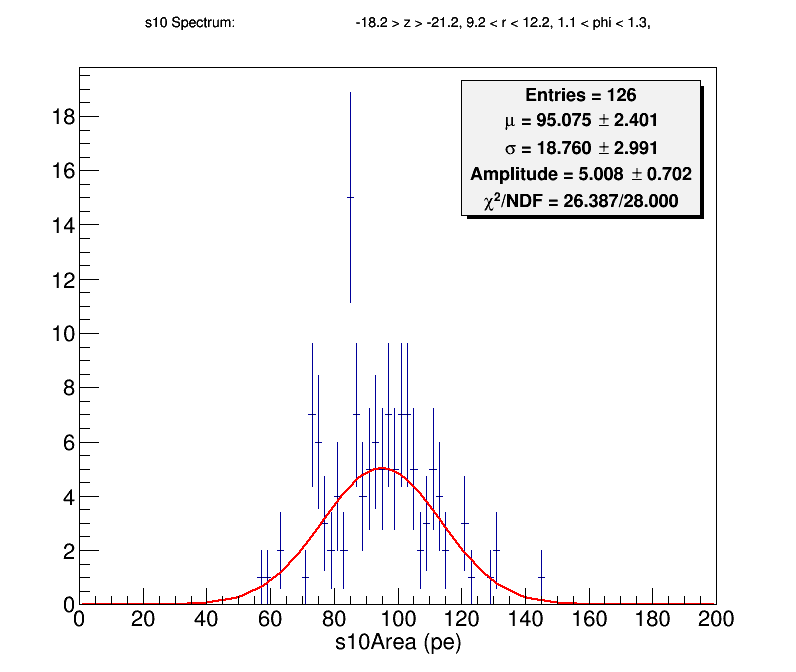 s10 Spectrum: -18.2 > z > -21.2, 9.2 < r < 12.2, 1.1 < phi < 1.3,
Entries = 126
μ = 95.075 ± 2.401
σ = 18.760 ± 2.991
Amplitude = 5.008 ± 0.702
χ²/NDF = 26.387/28.000
18
16
14
12
10
8
6
4
2
0
0 20 40 60 80 100 120 140 160 180 200
s10Area (pe)